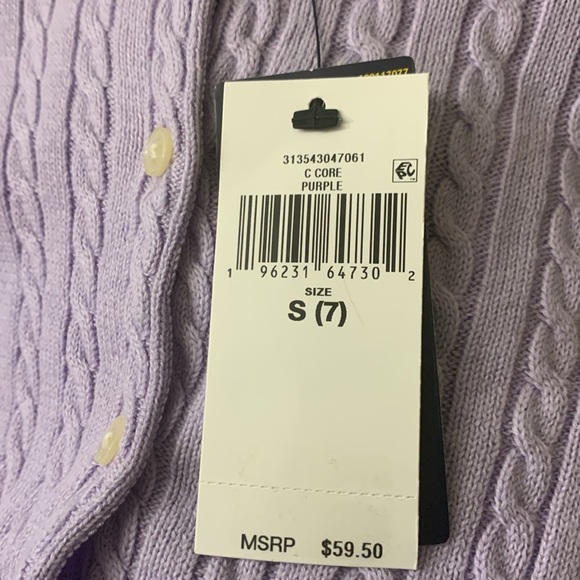 313543047061
C CORE
PURPLE
1 96231 64730 2
SIZE
S (7)
MSRP $59.50